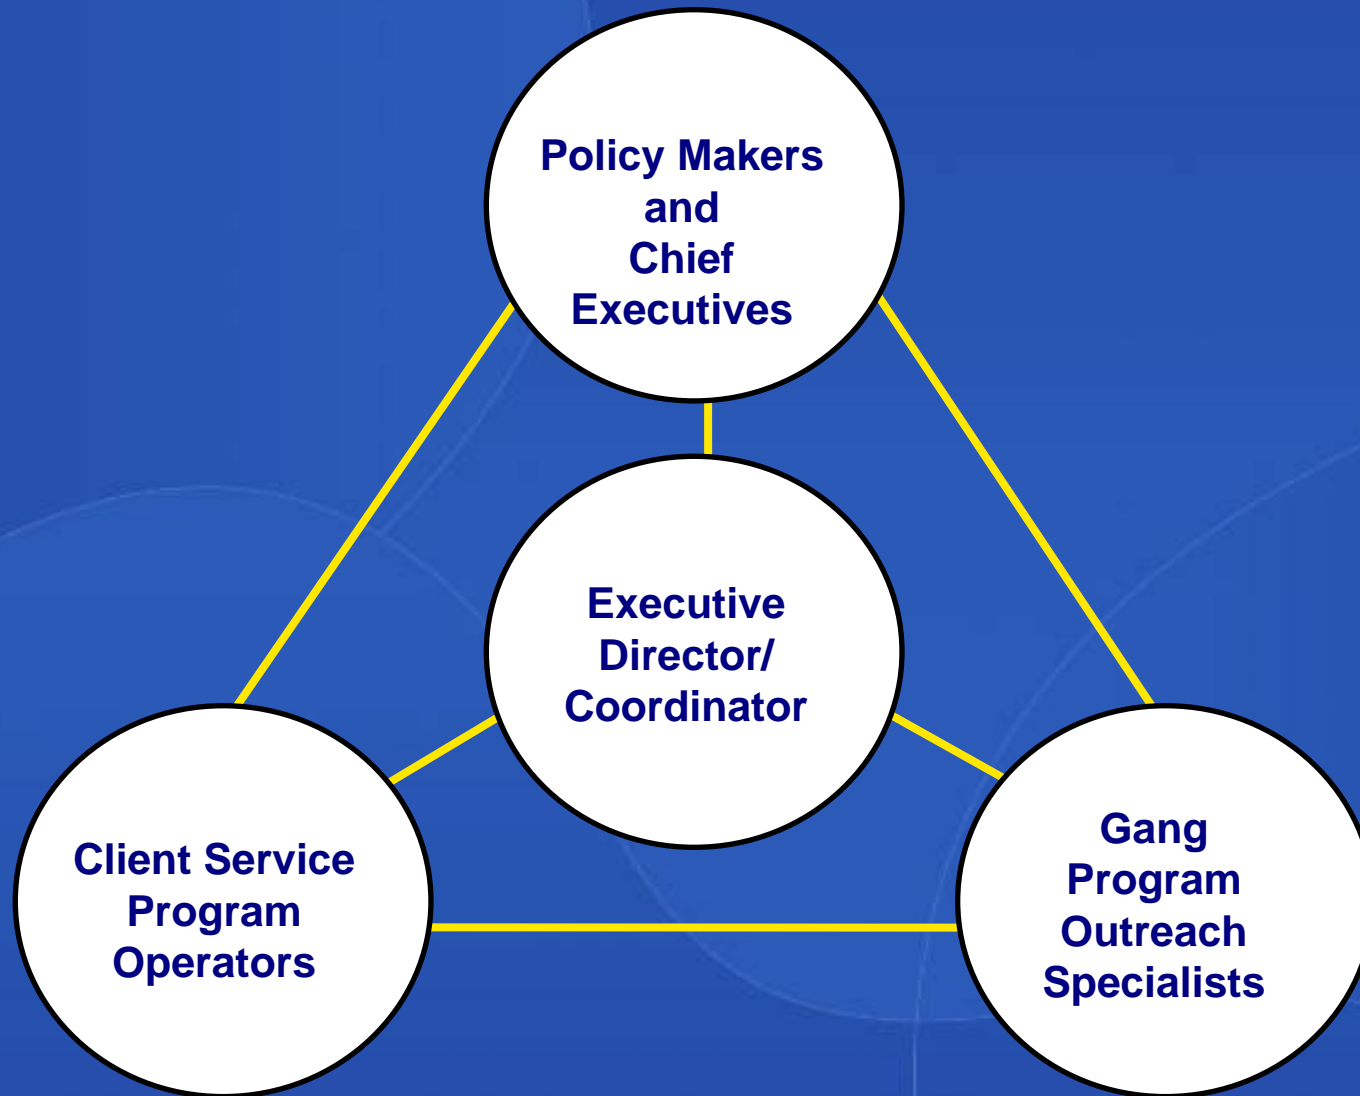 Policy Makers
and
Chief
Executives
Executive
Director/
Coordinator
Client Service
Program
Operators
Gang
Program
Outreach
Specialists